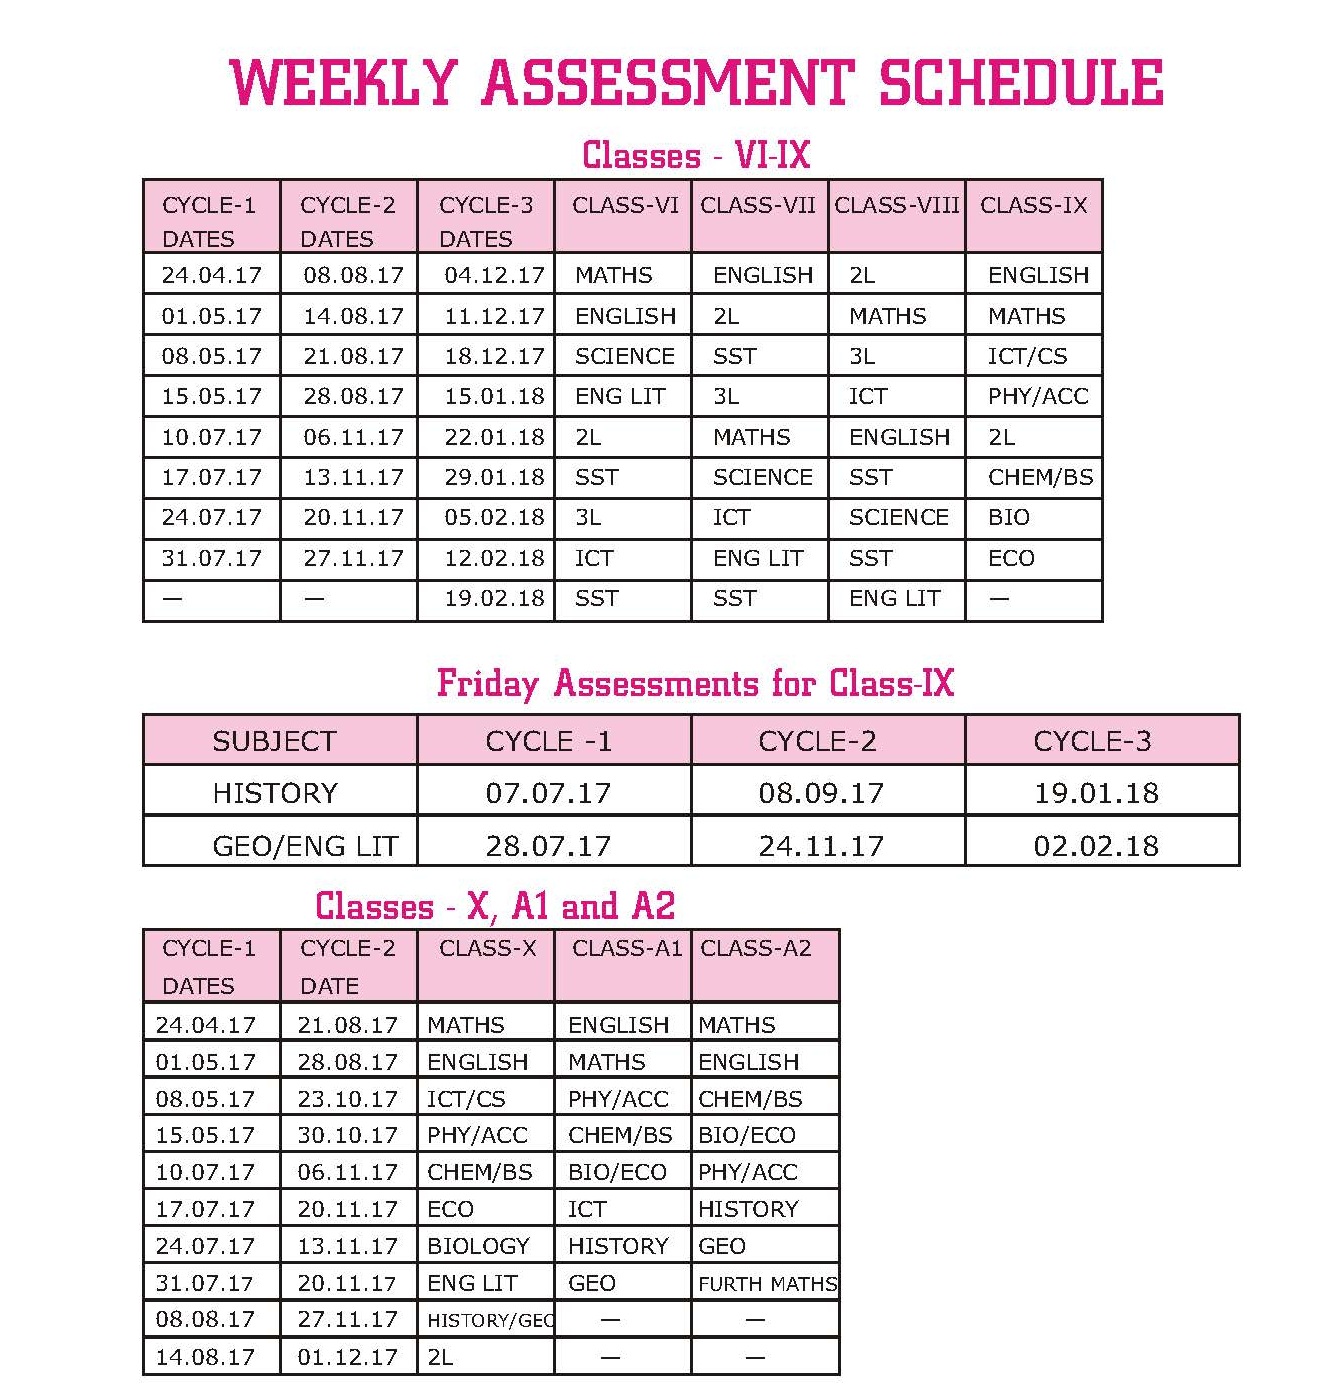 WEEKLY ASSESSMENT SCHEDULE
Classes - VI-IX
CYCLE-1 DATES CYCLE-2 DATES CYCLE-3 DATES CLASS-VI CLASS-VII CLASS-VIII CLASS-IX
24.04.17 08.08.17 04.12.17 MATHS ENGLISH 2L ENGLISH
01.05.17 14.08.17 11.12.17 ENGLISH 2L MATHS MATHS
08.05.17 21.08.17 18.12.17 SCIENCE SST 3L ICT/CS
15.05.17 28.08.17 15.01.18 ENG LIT 3L ICT PHY/ACC
10.07.17 06.11.17 22.01.18 2L MATHS ENGLISH 2L
17.07.17 13.11.17 29.01.18 SST SCIENCE SST CHEM/BS
24.07.17 20.11.17 05.02.18 3L ICT SCIENCE BIO
31.07.17 27.11.17 12.02.18 ICT ENG LIT SST ECO
— — 19.02.18 SST SST ENG LIT —
Friday Assessments for Class-IX
SUBJECT CYCLE -1 CYCLE-2 CYCLE-3
HISTORY 07.07.17 08.09.17 19.01.18
GEO/ENG LIT 28.07.17 24.11.17 02.02.18
Classes - X, A1 and A2
CYCLE-1 DATES CYCLE-2 DATE CLASS-X CLASS-A1 CLASS-A2
24.04.17 21.08.17 MATHS ENGLISH MATHS
01.05.17 28.08.17 ENGLISH MATHS ENGLISH
08.05.17 23.10.17 ICT/CS PHY/ACC CHEM/BS
15.05.17 30.10.17 PHY/ACC CHEM/BS BIO/ECO
10.07.17 06.11.17 CHEM/BS BIO/ECO PHY/ACC
17.07.17 20.11.17 ECO ICT HISTORY
24.07.17 13.11.17 BIOLOGY HISTORY GEO
31.07.17 20.11.17 ENG LIT GEO FURTH MATHS
08.08.17 27.11.17 HISTORY/GEO — —
14.08.17 01.12.17 2L — —